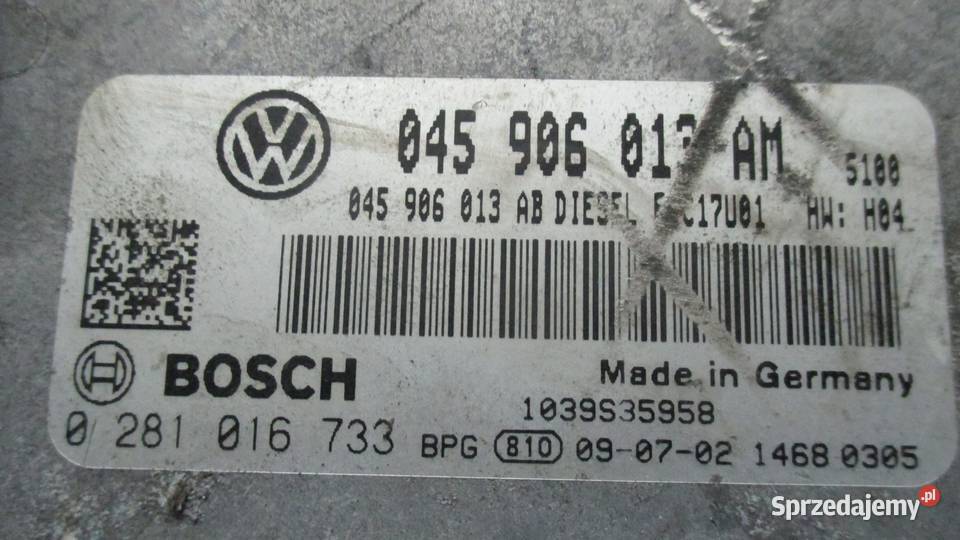 045 906 013 AM 5100
045 906 013 AB DIESEL C17U01 HW: H04
BOSCH
Made in Germany
1039S35958
0 281 016 733 BPG 810 09-07-02 1468 0305
Sprzedajemy.pl